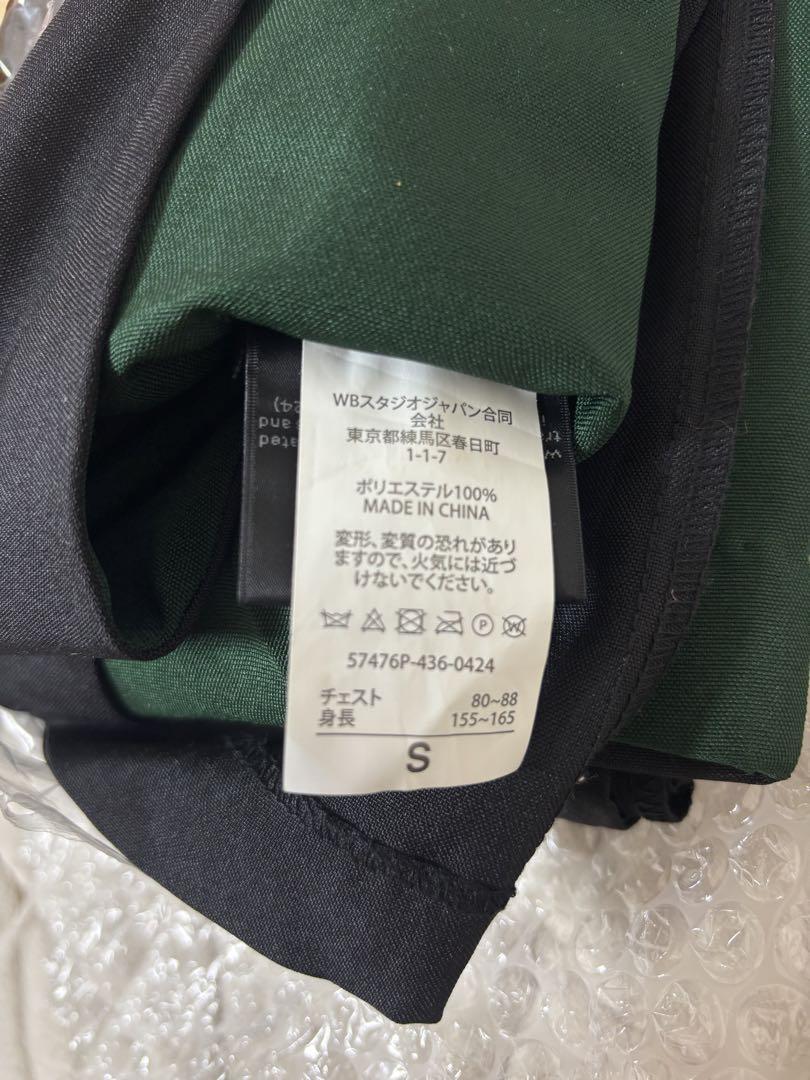 WBスタジオジャパン合同
会社
東京都練馬区春日町
1-1-7
ポリエステル100%
MADE IN CHINA
変形、変質の恐れがあり
ますので、火気には近づ
けないでください。
P
W
57476P-436-0424
チェスト 80~88
身長 155~165
S
and
24)